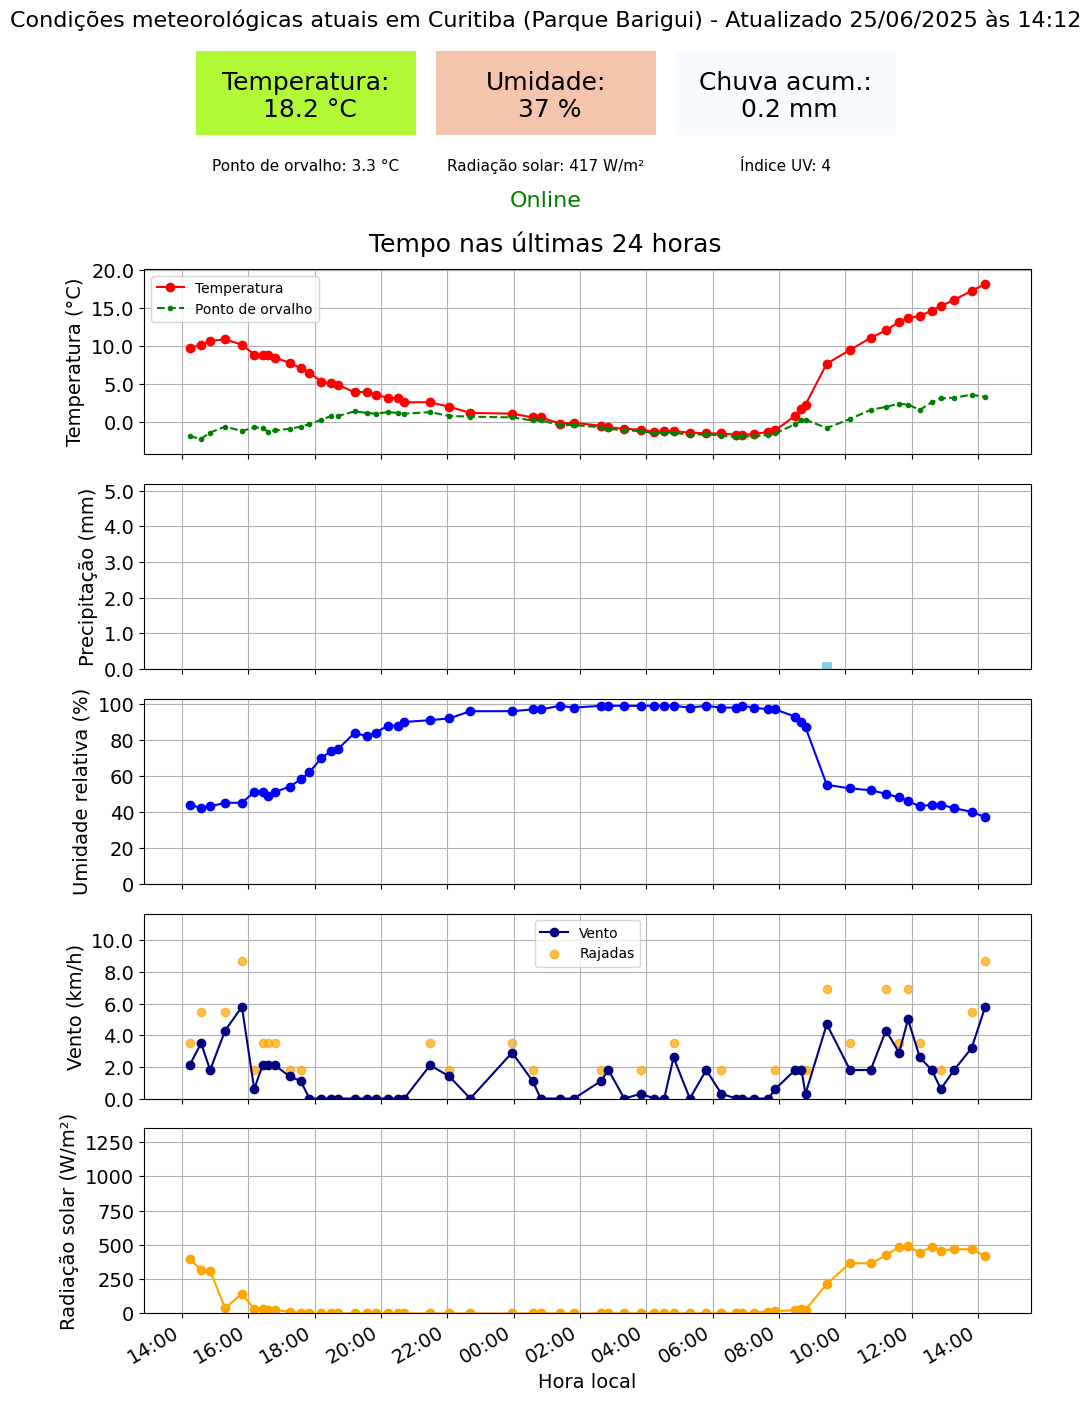 Condições meteorológicas atuais em Curitiba (Parque Barigui) - Atualizado 25/06/2025 às 14:12
Temperatura:
18.2 °C
Umidade:
37 %
Chuva acum.:
0.2 mm
Ponto de orvalho: 3.3 °C
Radiação solar: 417 W/m²
Índice UV: 4
Online
Tempo nas últimas 24 horas
Temperatura (°C)
20.0
15.0
10.0
5.0
0.0
Temperatura
Ponto de orvalho
Precipitação (mm)
5.0
4.0
3.0
2.0
1.0
0.0
Umidade relativa (%)
100
80
60
40
20
0
Vento (km/h)
10.0
8.0
6.0
4.0
2.0
0.0
Vento
Rajadas
Radiação solar (W/m²)
1250
1000
750
500
250
0
14:00
16:00
18:00
20:00
22:00
00:00
02:00
04:00
06:00
08:00
10:00
12:00
14:00
Hora local